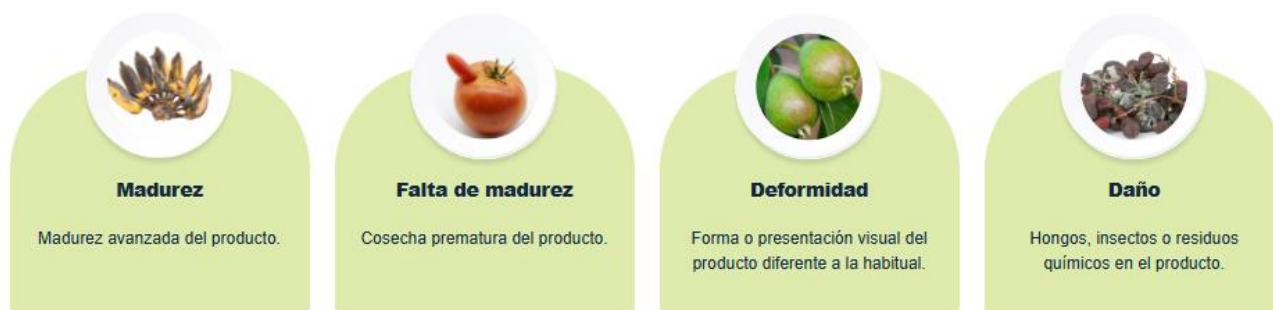 Madurez
Madurez avanzada del producto.
Falta de madurez
Cosecha prematura del producto.
Deformidad
Forma o presentación visual del
producto diferente a la habitual.
Daño
Hongos, insectos o residuos
químicos en el producto.